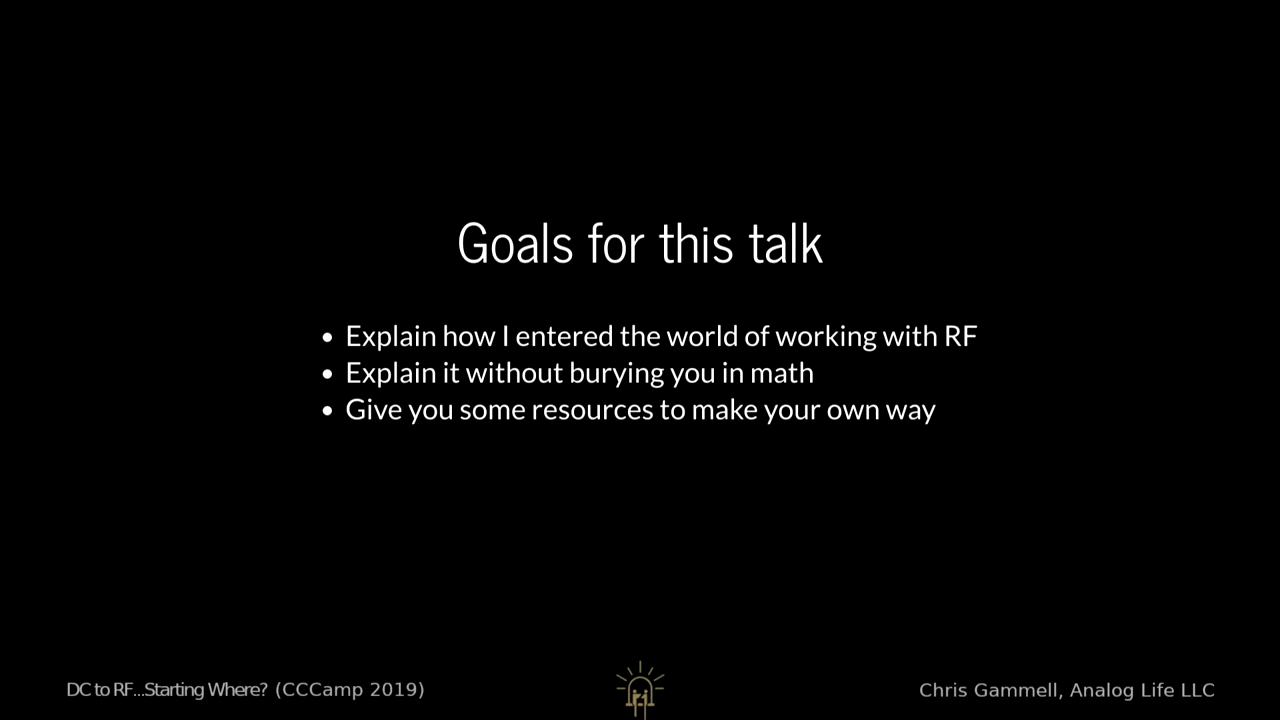 Goals for this talk
• Explain how I entered the world of working with RF
• Explain it without burying you in math
• Give you some resources to make your own way
DC to RF...Starting Where? (CCCamp 2019)
Chris Gammell, Analog Life LLC